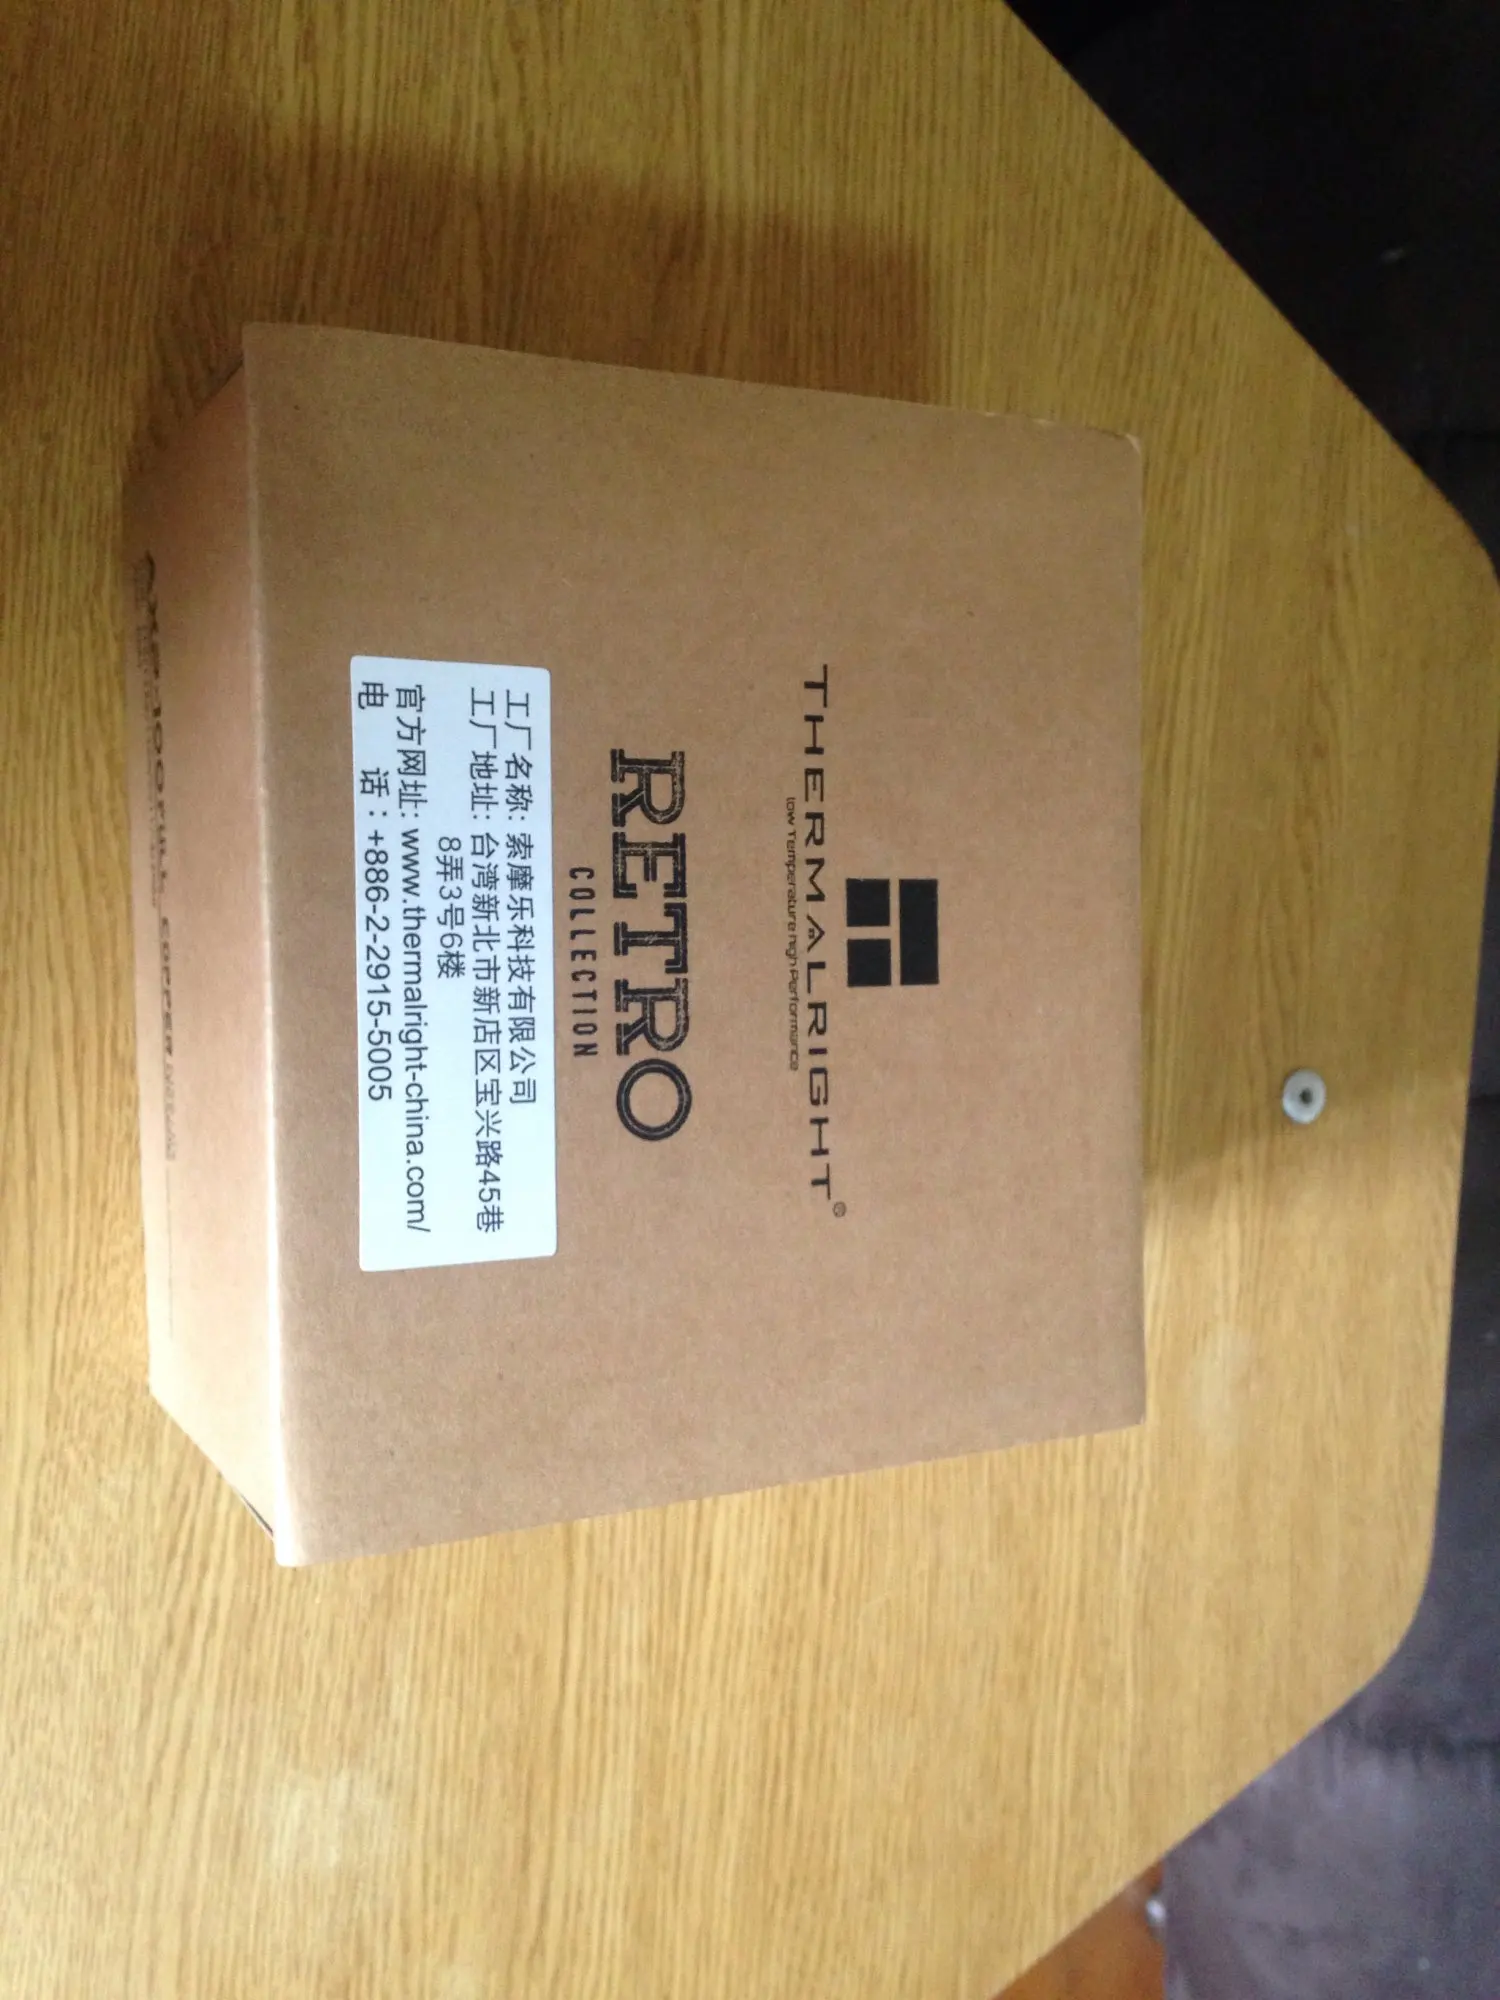 THERMALRIGHT®
Low Temperature High Performance
RETRO
COLLECTION
工厂名称: 索摩乐科技有限公司
工厂地址: 台湾新北市新店区宝兴路45巷
8弄3号6楼
官方网址: www.thermalright-china.com/
电 话: +886-2-2915-5005
FULL COPPER